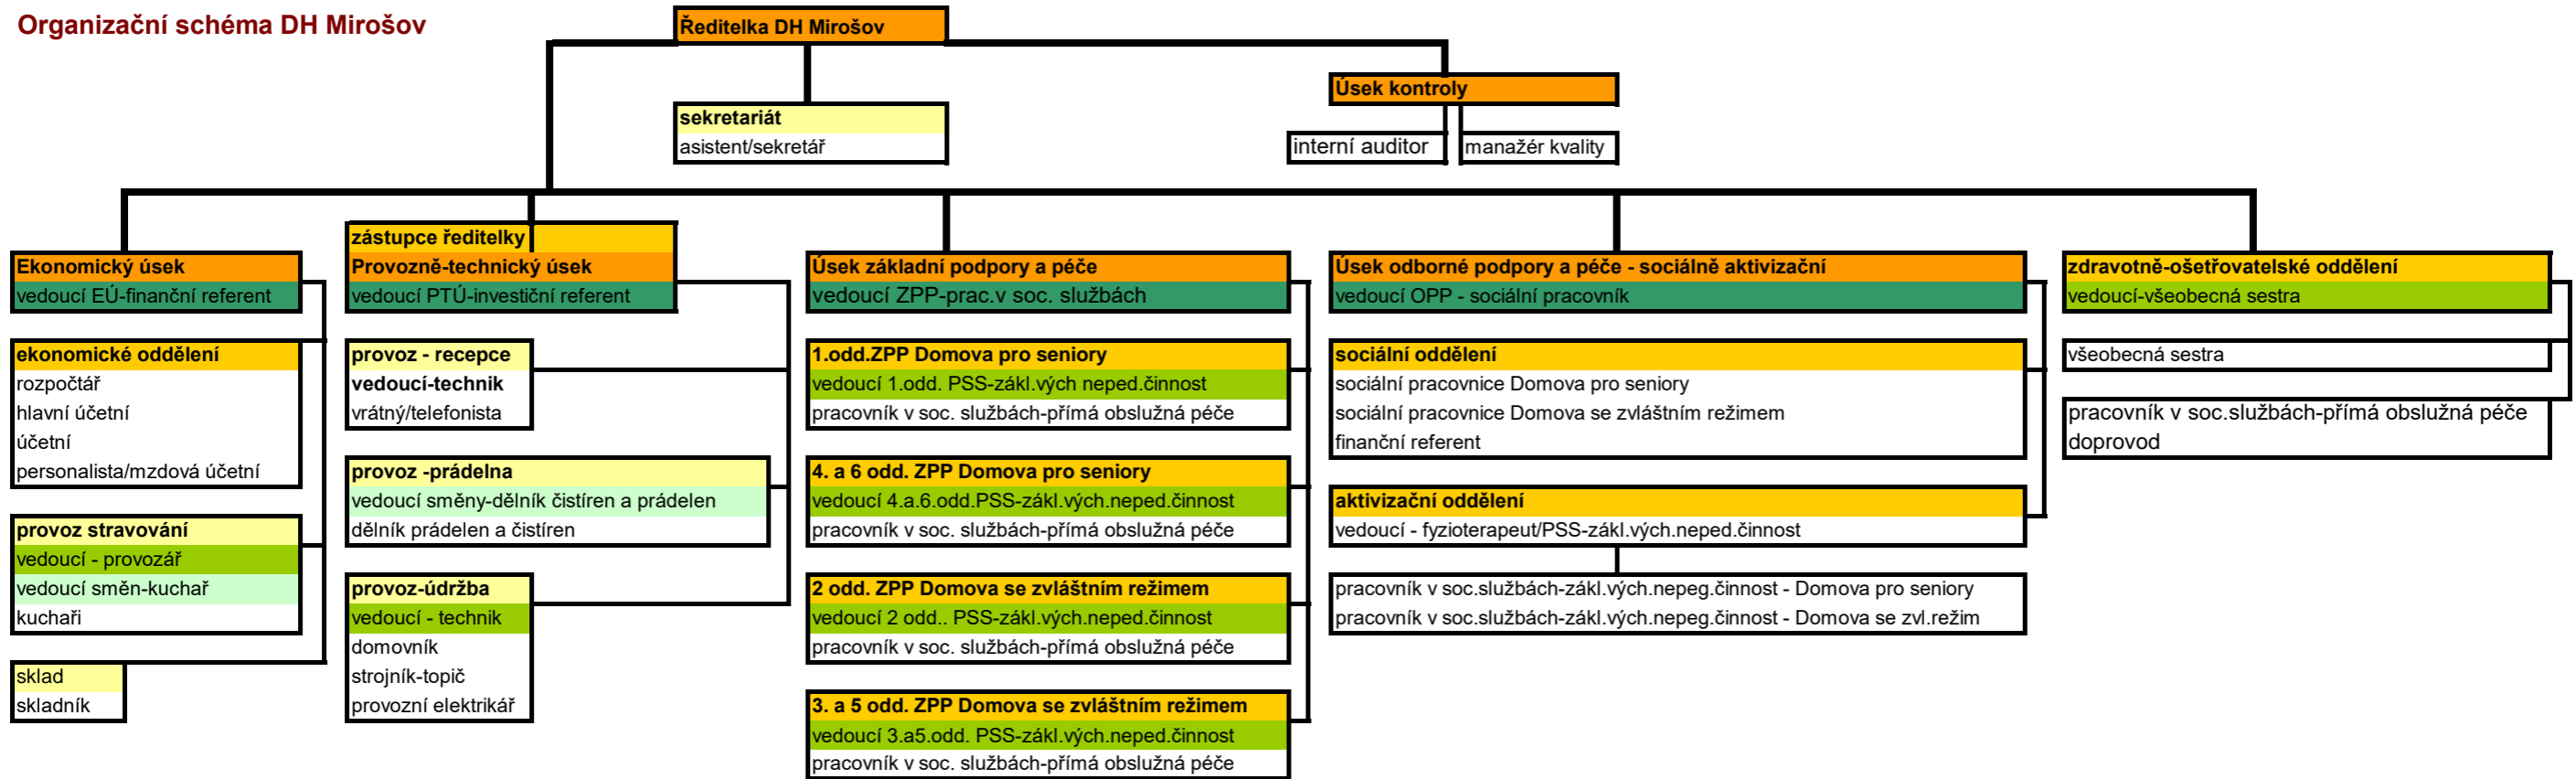 Organizační schéma DH Mirošov
Ředitelka DH Mirošov
Úsek kontroly
sekretariát
asistent/sekretář
interní auditor
manažér kvality
Ekonomický úsek
vedoucí EÚ-finanční referent
ekonomické oddělení
rozpočtář
hlavní účetní
účetní
personalista/mzdová účetní
provoz stravování
vedoucí - provozář
vedoucí směn-kuchař
kuchaři
sklad
skladník
zástupce ředitelky
Provozně-technický úsek
vedoucí PTÚ-investiční referent
provoz - recepce
vedoucí-technik
vrátný/telefonista
provoz -prádelna
vedoucí směny-dělník čistíren a prádelen
dělník prádelen a čistíren
provoz-údržba
vedoucí - technik
domovník
strojník-topič
provozní elektrikář
Úsek základní podpory a péče
vedoucí ZPP-prac.v soc. službách
1.odd.ZPP Domova pro seniory
vedoucí 1.odd. PSS-zákl.vých neped.činnost
pracovník v soc. službách-přímá obslužná péče
4. a 6 odd. ZPP Domova pro seniory
vedoucí 4.a.6.odd.PSS-zákl.vých.neped.činnost
pracovník v soc. službách-přímá obslužná péče
2 odd. ZPP Domova se zvláštním režimem
vedoucí 2 odd.. PSS-zákl.vých.neped.činnost
pracovník v soc. službách-přímá obslužná péče
3. a 5 odd. ZPP Domova se zvláštním režimem
vedoucí 3.a5.odd. PSS-zákl.vých.neped.činnost
pracovník v soc. službách-přímá obslužná péče
Úsek odborné podpory a péče - sociálně aktivizační
vedoucí OPP - sociální pracovník
sociální oddělení
sociální pracovnice Domova pro seniory
sociální pracovnice Domova se zvláštním režimem
finanční referent
aktivizační oddělení
vedoucí - fyzioterapeut/PSS-zákl.vých.neped.činnost
pracovník v soc.službách-zákl.vých.nepeg.činnost - Domova pro seniory
pracovník v soc.službách-zákl.vých.nepeg.činnost - Domova se zvl.režim
zdravotně-ošetřovatelské oddělení
vedoucí-všeobecná sestra
všeobecná sestra
pracovník v soc.službách-přímá obslužná péče
doprovod